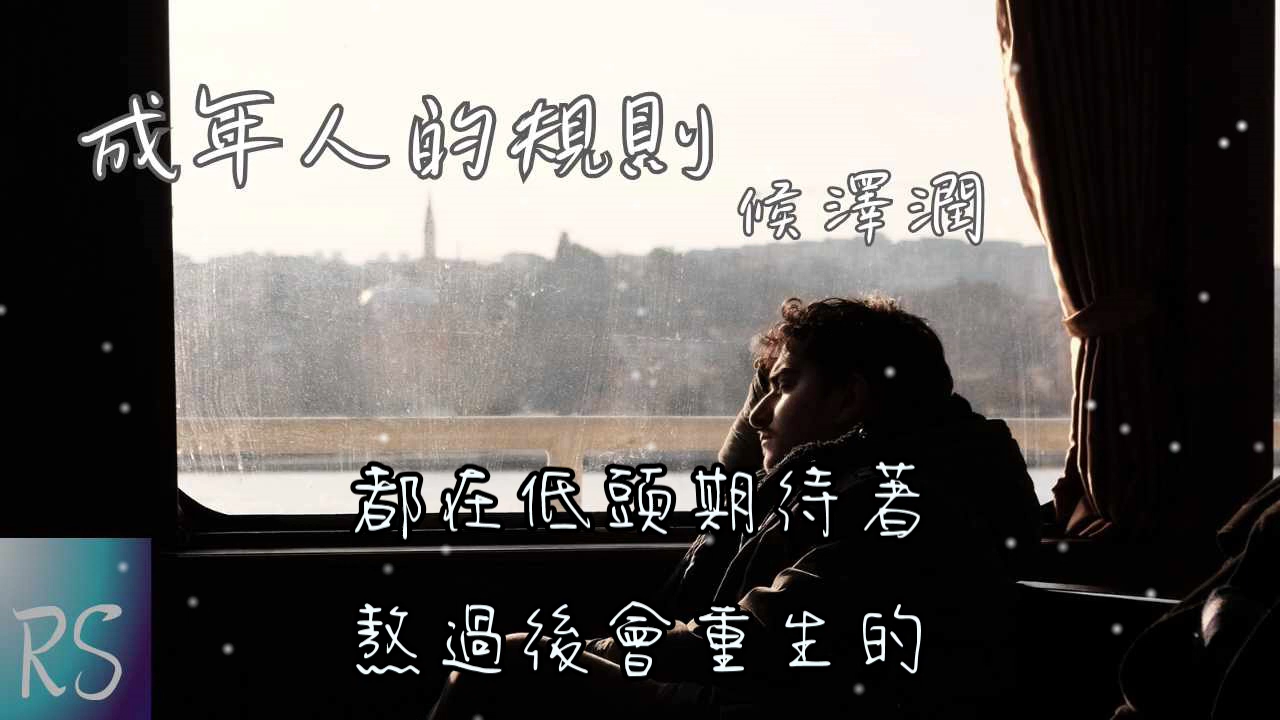 成年人的規則
候澤潤
都在低頭期待著
熬過後會重生的
RS